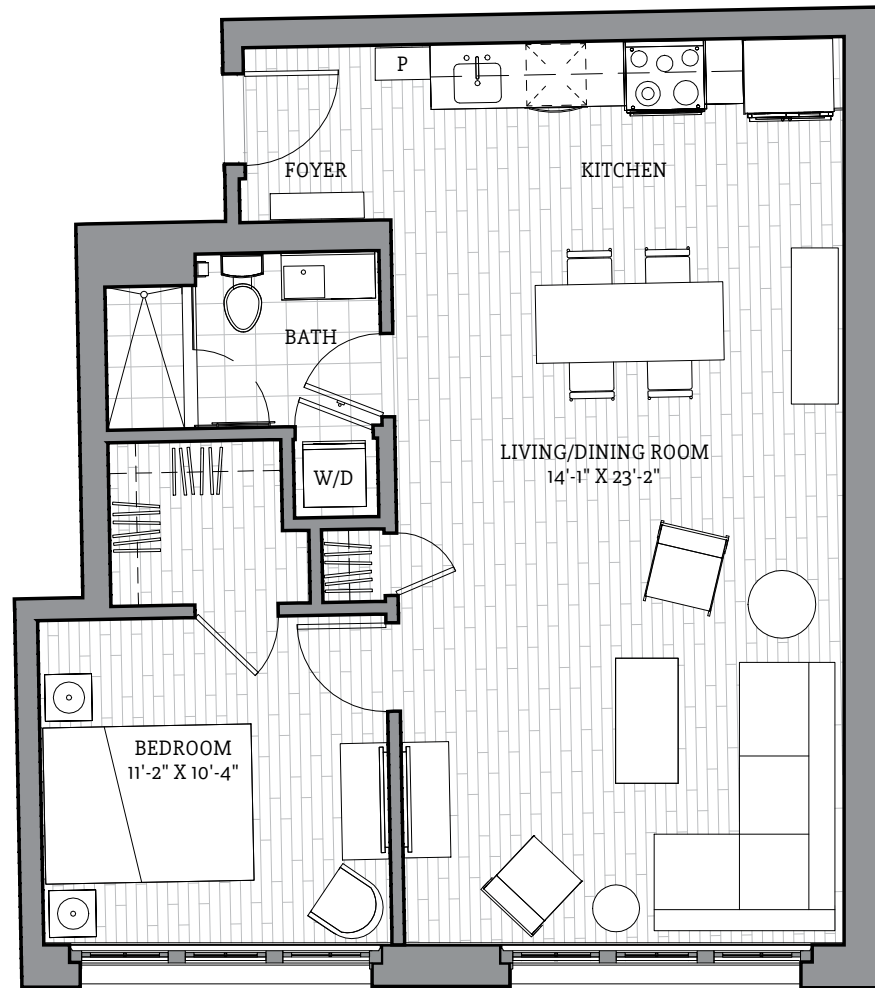 P
FOYER
KITCHEN
BATH
LIVING/DINING ROOM
14'-1" X 23'-2"
W/D
BEDROOM
11'-2" X 10'-4"